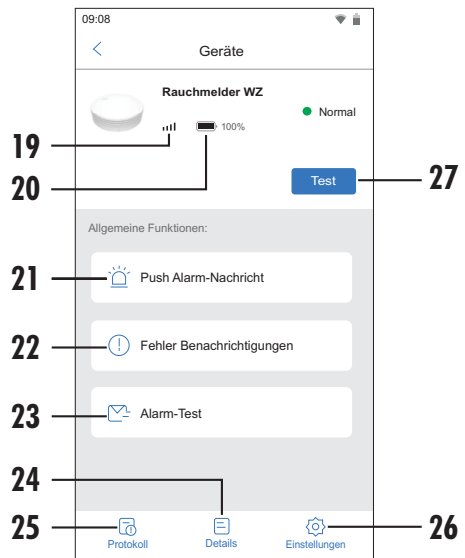 09:08
Geräte
Rauchmelder WZ
Normal
19
100%
20
Test
27
Allgemeine Funktionen:
21
Push Alarm-Nachricht
22
Fehler Benachrichtigungen
23
Alarm-Test
24
25
26
Protokoll
Details
Einstellungen